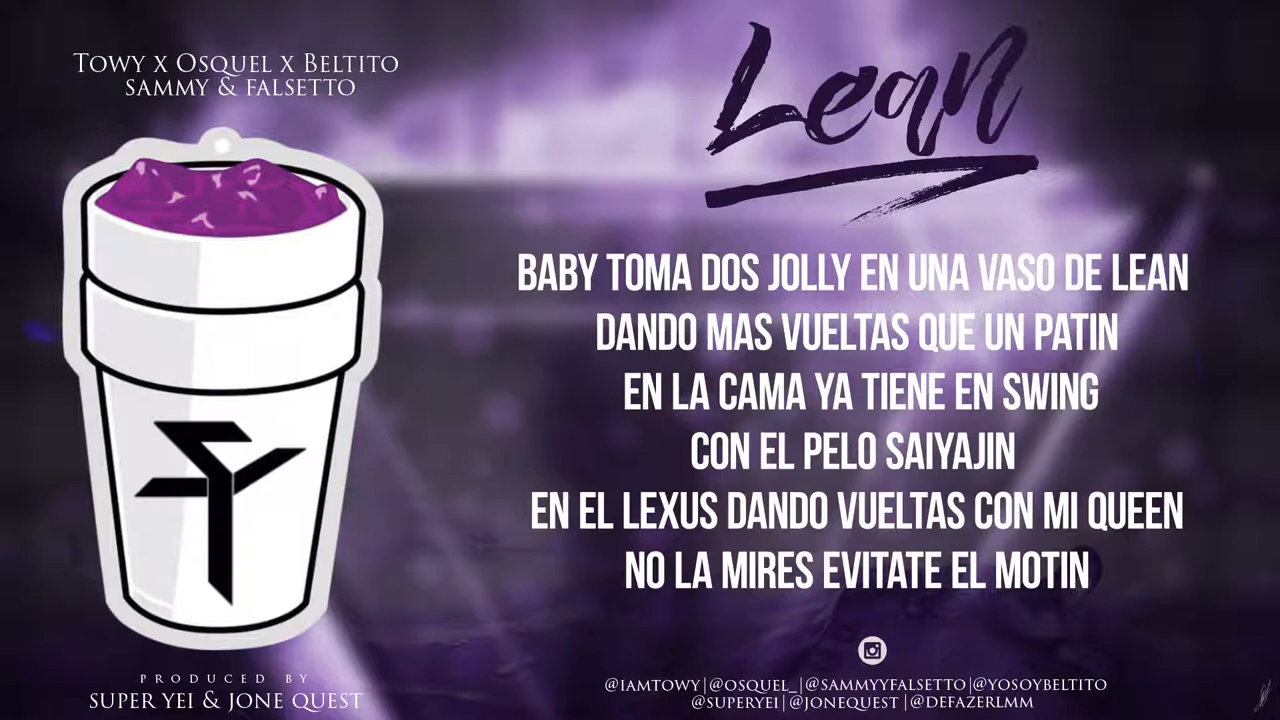 Towy x Osquel x Beltito
Sammy & Falsetto
Lean
BABY TOMA DOS JOLLY EN UNA VASO DE LEAN
DANDO MAS VUELTAS QUE UN PATIN
EN LA CAMA YA TIENE EN SWING
CON EL PELO SAIYAJIN
EN EL LEXUS DANDO VUELTAS CON MI QUEEN
NO LA MIRES EVITATE EL MOTIN
PRODUCED BY
SUPER YEI & JONE QUEST
@IAMTOWY|@OSQUEL_|@SAMMYYFALSETTO|@YOSOYBELTITO
@SUPERYEI|@JONEQUEST|@DEFAZERLMM